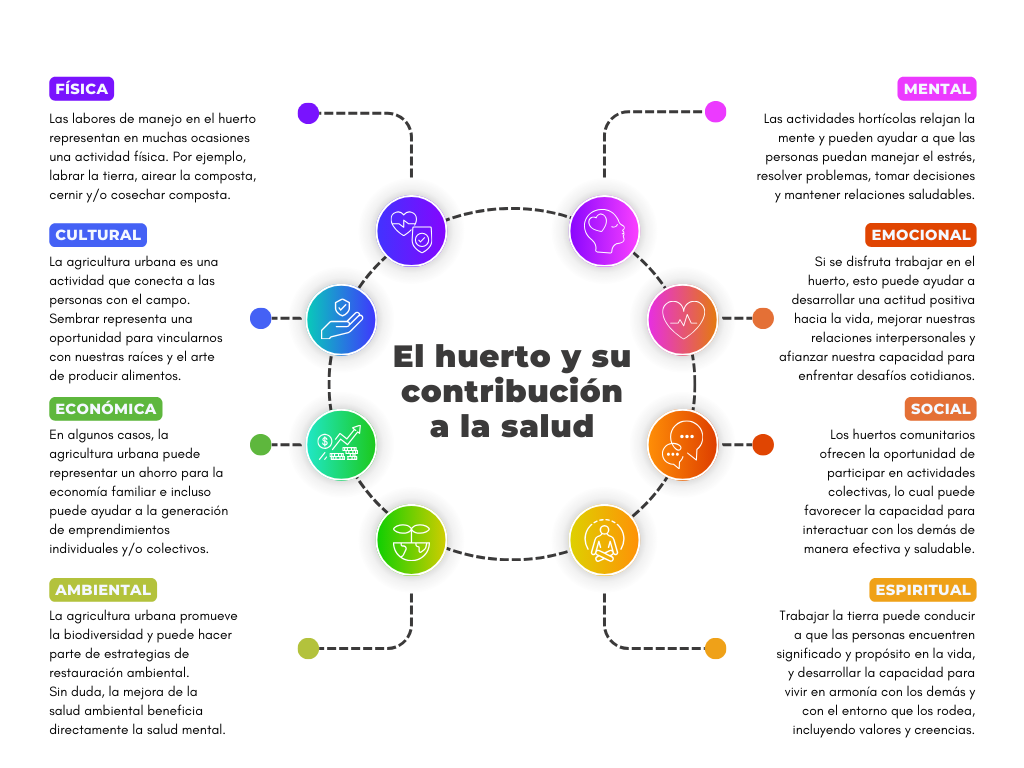 El huerto y su
contribución
a la salud
FÍSICA
Las labores de manejo en el huerto
representan en muchas ocasiones
una actividad física. Por ejemplo,
labrar la tierra, airear la composta,
cernir y/o cosechar composta.
CULTURAL
La agricultura urbana es una
actividad que conecta a las
personas con el campo.
Sembrar representa una
oportunidad para vincularnos
con nuestras raíces y el arte
de producir alimentos.
ECONÓMICA
En algunos casos, la
agricultura urbana puede
representar un ahorro para la
economía familiar e incluso
puede ayudar a la generación
de emprendimientos
individuales y/o colectivos.
AMBIENTAL
La agricultura urbana promueve
la biodiversidad y puede hacer
parte de estrategias de
restauración ambiental.
Sin duda, la mejora de la
salud ambiental beneficia
directamente la salud mental.
MENTAL
Las actividades hortícolas relajan la
mente y pueden ayudar a que las
personas puedan manejar el estrés,
resolver problemas, tomar decisiones
y mantener relaciones saludables.
EMOCIONAL
Si se disfruta trabajar en el
huerto, esto puede ayudar a
desarrollar una actitud positiva
hacia la vida, mejorar nuestras
relaciones interpersonales y
afianzar nuestra capacidad para
enfrentar desafíos cotidianos.
SOCIAL
Los huertos comunitarios
ofrecen la oportunidad de
participar en actividades
colectivas, lo cual puede
favorecer la capacidad para
interactuar con los demás de
manera efectiva y saludable.
ESPIRITUAL
Trabajar la tierra puede conducir
a que las personas encuentren
significado y propósito en la vida,
y desarrollar la capacidad para
vivir en armonía con los demás y
con el entorno que los rodea,
incluyendo valores y creencias.